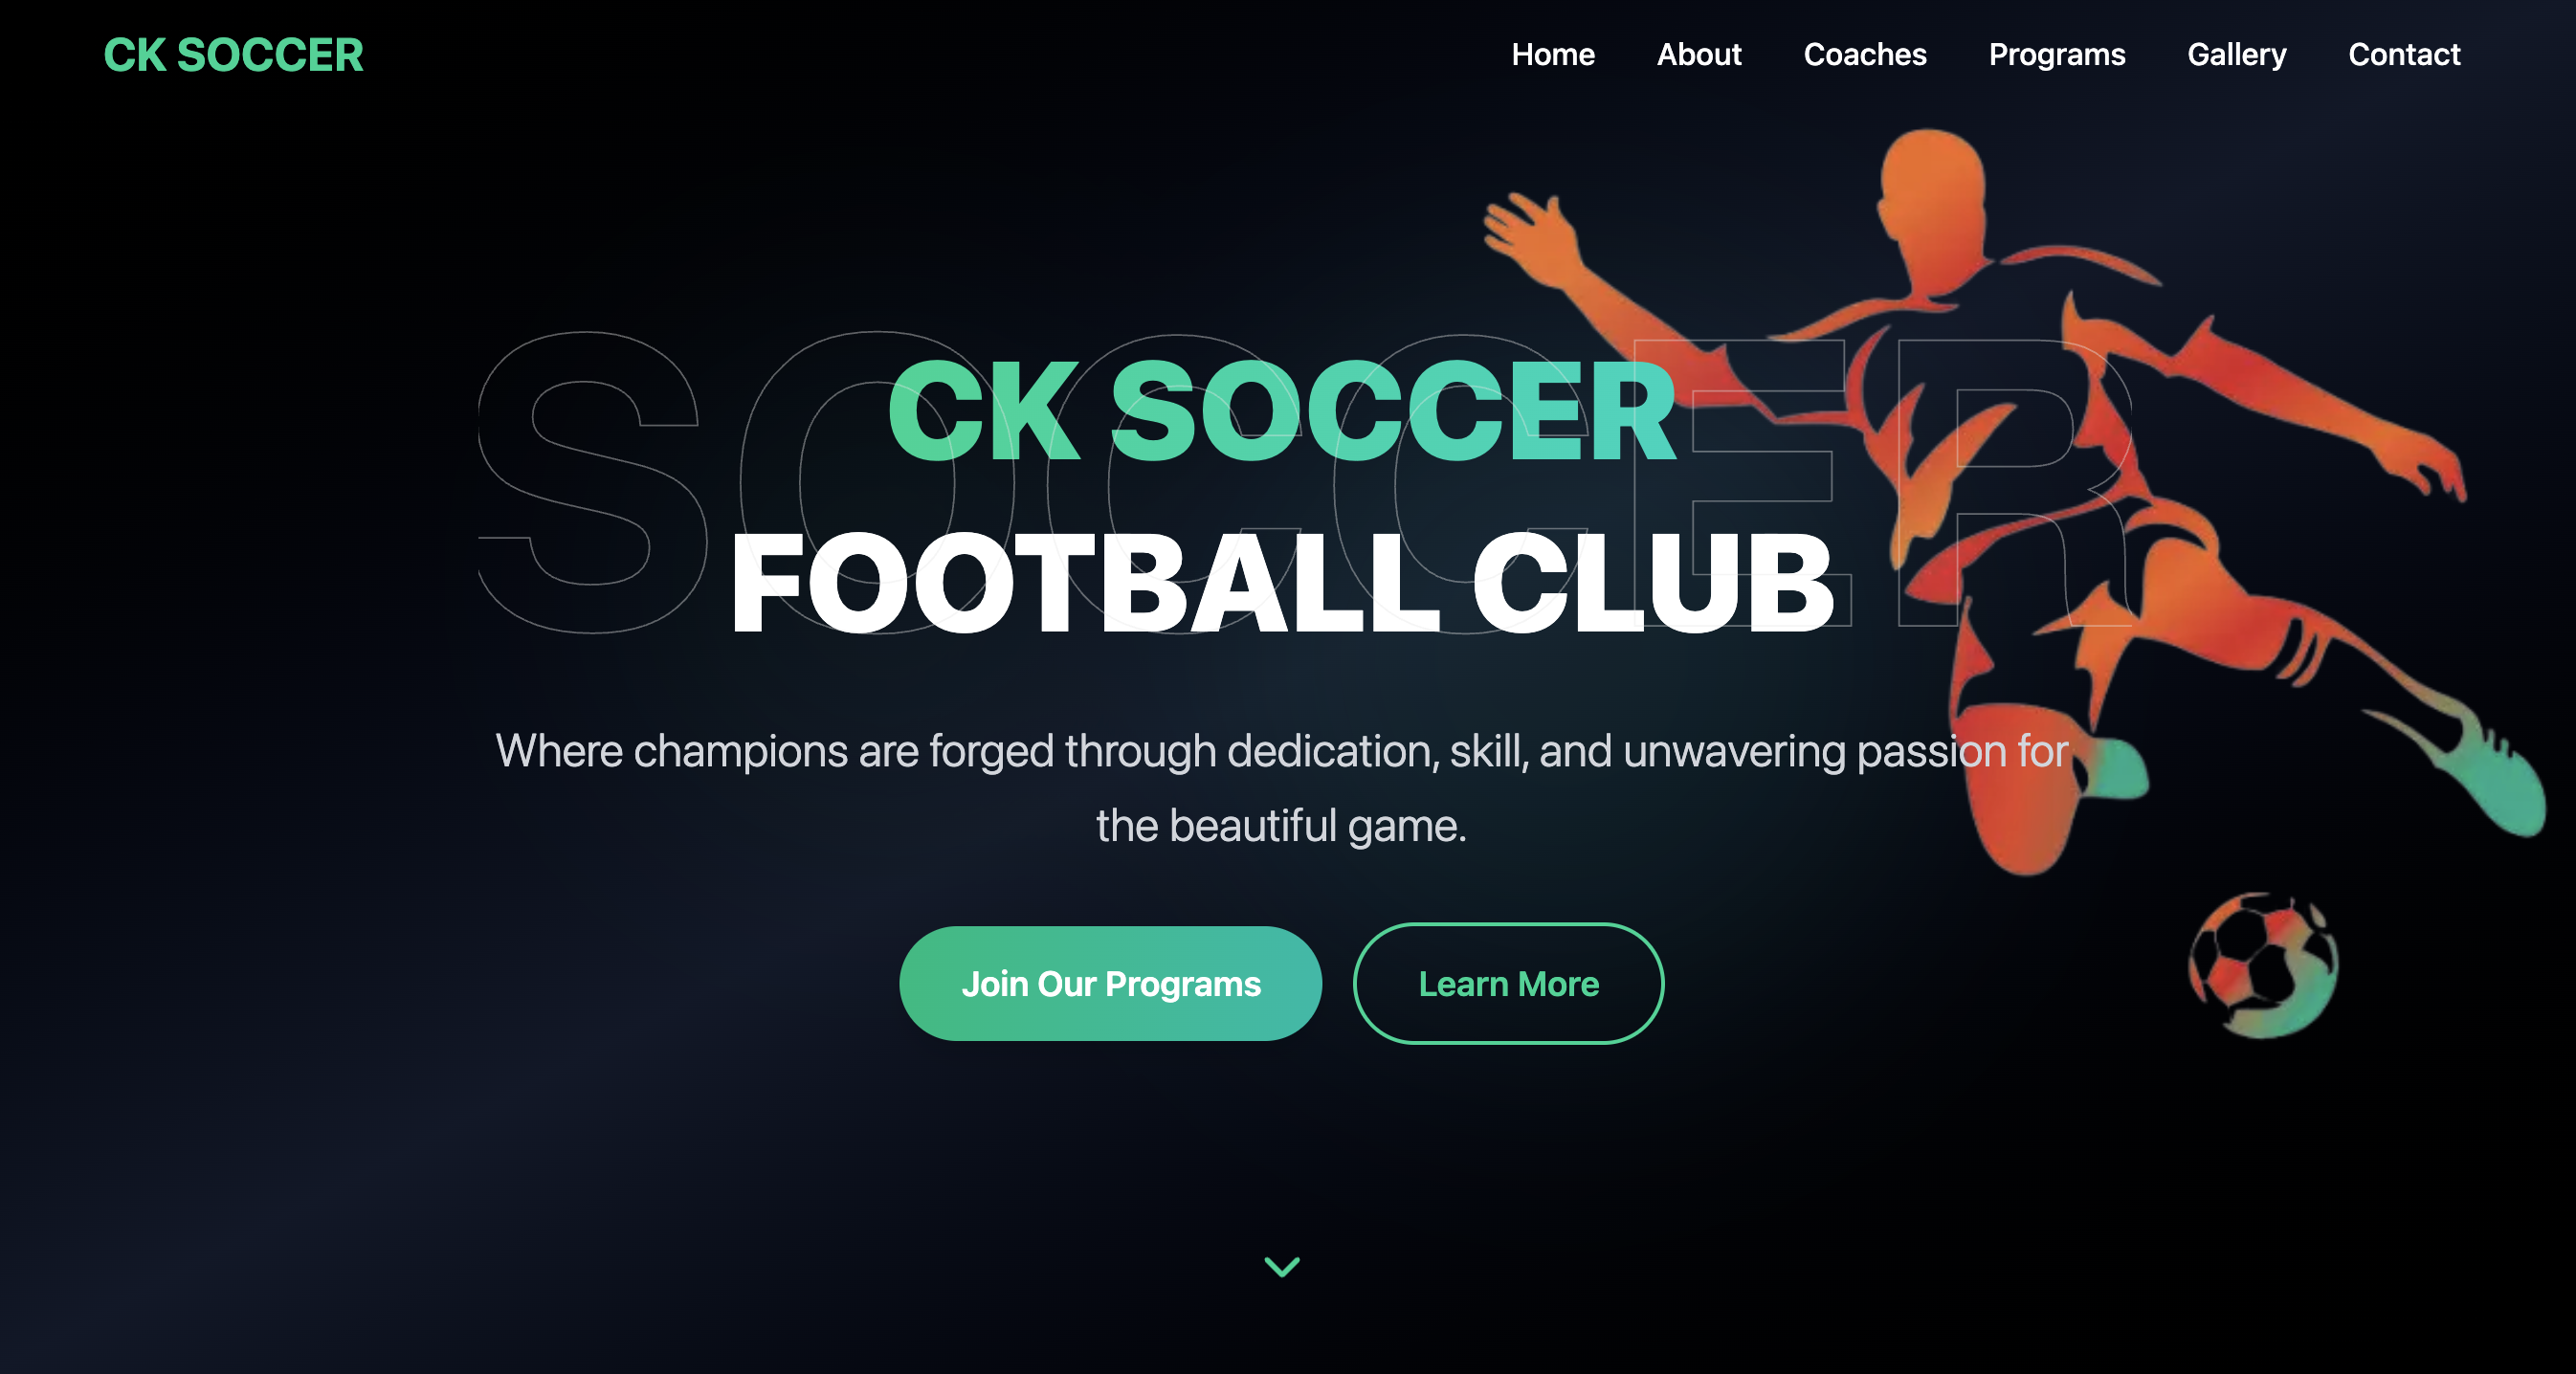 CK SOCCER
Home About Coaches Programs Gallery Contact
SOCCER
CK SOCCER
FOOTBALL CLUB
Where champions are forged through dedication, skill, and unwavering passion for
the beautiful game.
Join Our Programs
Learn More